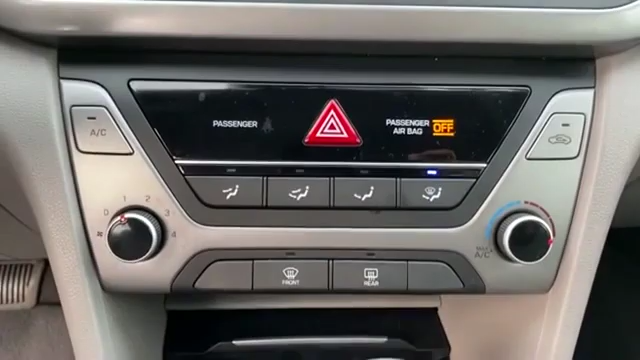 PASSENGER
PASSENGER
AIR BAG OFF
A/C
0 1 2 3 4
A/C
FRONT
REAR